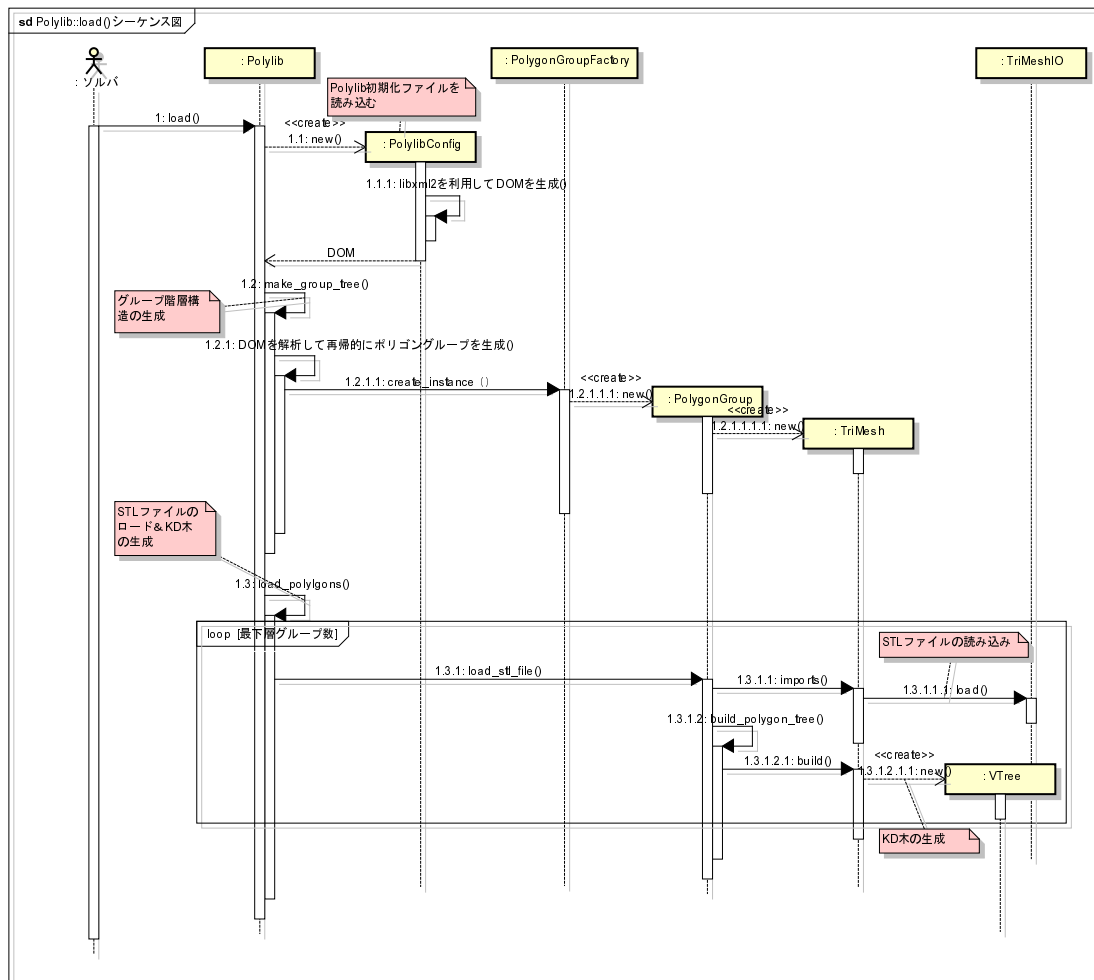 sd Polylib::load()シーケンス図
: ソルバ
: Polylib
: PolygonGroupFactory
: TriMeshIO
Polylib初期化ファイルを
読み込む
1: load()
<<create>>
1.1: new()
: PolylibConfig
1.1.1: libxml2を利用してDOMを生成()
DOM
1.2: make_group_tree()
グループ階層構
造の生成
1.2.1: DOMを解析して再帰的にポリゴングループを生成()
1.2.1.1: create_instance ()
<<create>>
1.2.1.1.1: new()
: PolygonGroup
<<create>>
1.2.1.1.1.1: new()
: TriMesh
STLファイルの
ロード&KD木
の生成
1.3: load_polylgons()
loop [最下層グループ数]
STLファイルの読み込み
1.3.1: load_stl_file()
1.3.1.1: imports()
1.3.1.1.1: load()
1.3.1.2: build_polygon_tree()
1.3.1.2.1: build()
<<create>>
1.3.1.2.1.1: new()
: VTree
KD木の生成